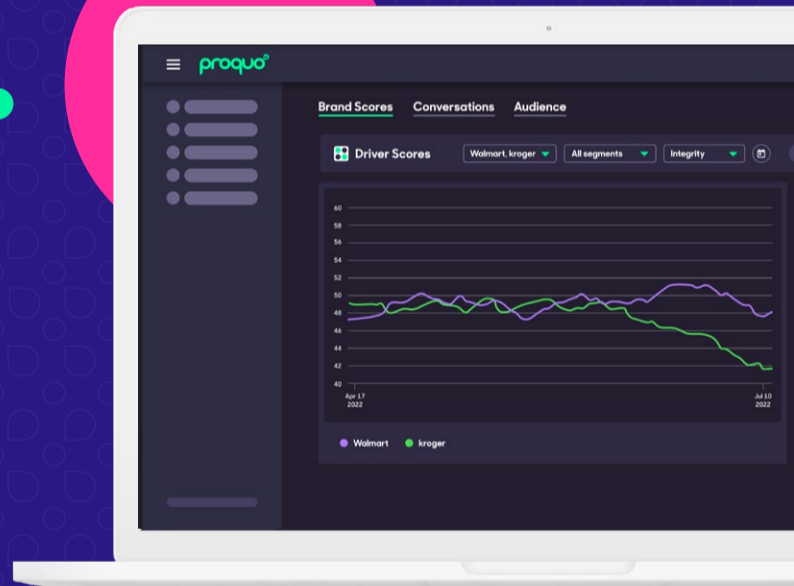 proquo°
Brand Scores Conversations Audience
Driver Scores Walmart, kroger All segments Integrity
60
58
56
54
52
50
48
46
44
42
40
Apr 17
2022
Jul 10
2022
Walmart kroger